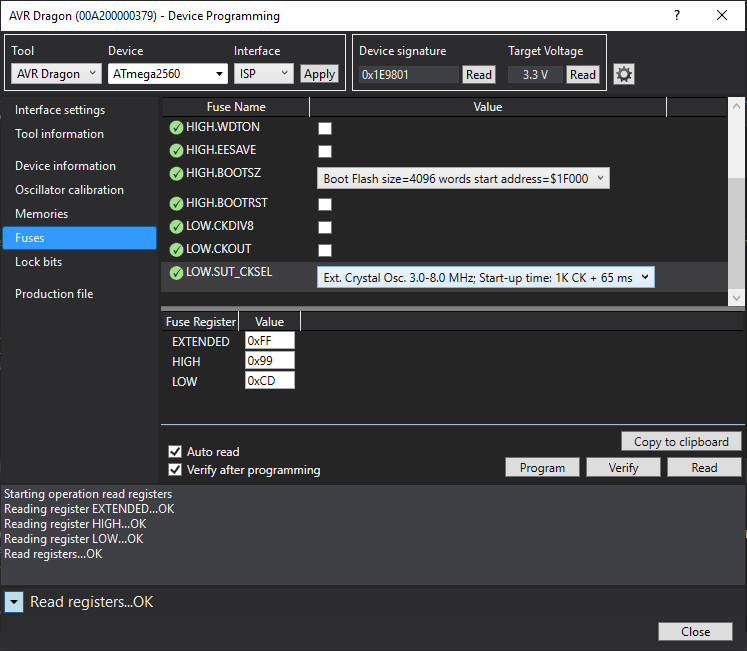 AVR Dragon (00A200000379) - Device Programming
Tool Device Interface Device signature Target Voltage
AVR Dragon ATmega2560 ISP Apply 0x1E9801 Read 3.3 V Read
Interface settings
Tool information
Device information
Oscillator calibration
Memories
Fuses
Lock bits
Production file
Fuse Name Value
HIGH.WDTON
HIGH.EESAVE
HIGH.BOOTSZ Boot Flash size=4096 words start address=$1F000
HIGH.BOOTRST
LOW.CKDIV8
LOW.CKOUT
LOW.SUT_CKSEL Ext. Crystal Osc. 3.0-8.0 MHz; Start-up time: 1K CK + 65 ms
Fuse Register Value
EXTENDED 0xFF
HIGH 0x99
LOW 0xCD
Copy to clipboard
Auto read
Verify after programming
Program Verify Read
Starting operation read registers
Reading register EXTENDED...OK
Reading register HIGH...OK
Reading register LOW...OK
Read registers...OK
Read registers...OK
Close